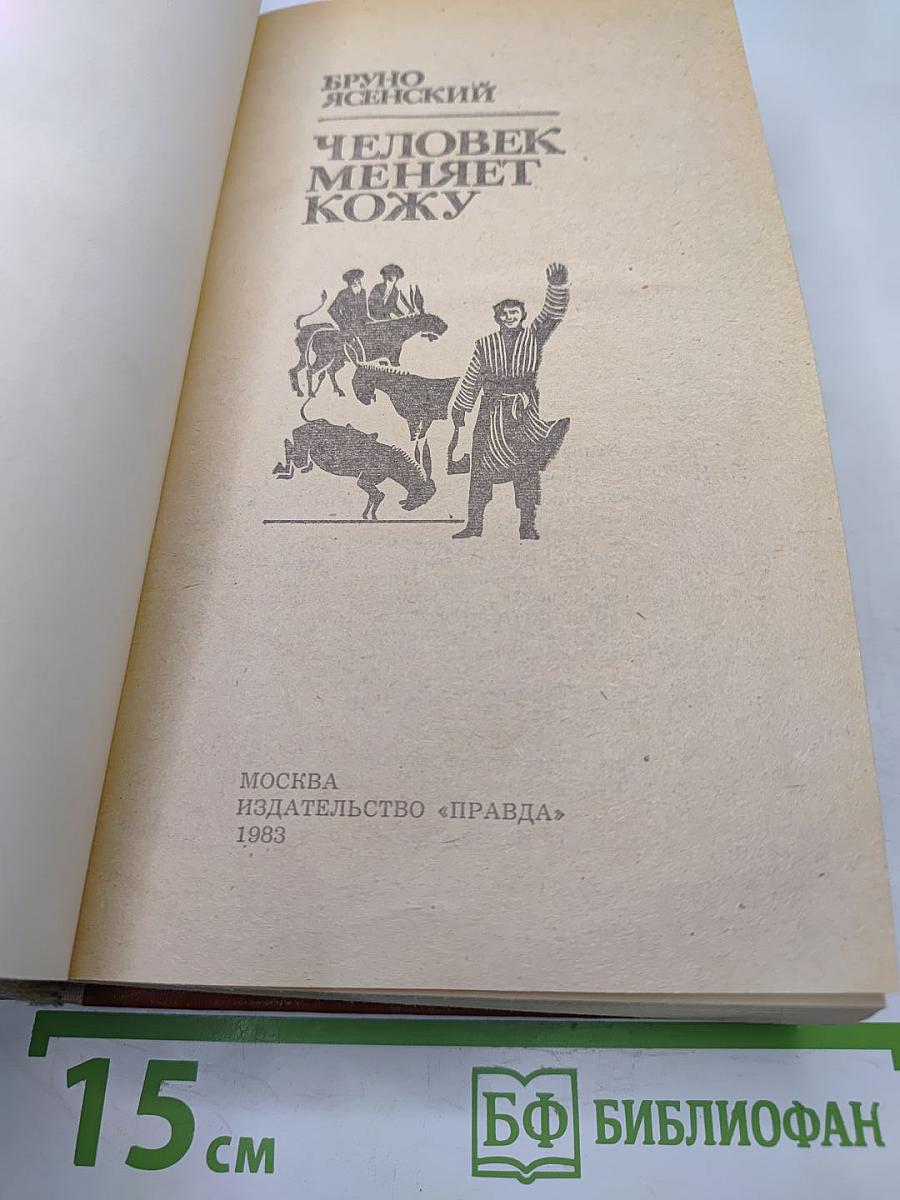 БРУНО
ЯСЕНСКИЙ
ЧЕЛОВЕК
МЕНЯЕТ
КОЖУ
МОСКВА
ИЗДАТЕЛЬСТВО «ПРАВДА»
1983
15 см
БФ БИБЛИОФАН